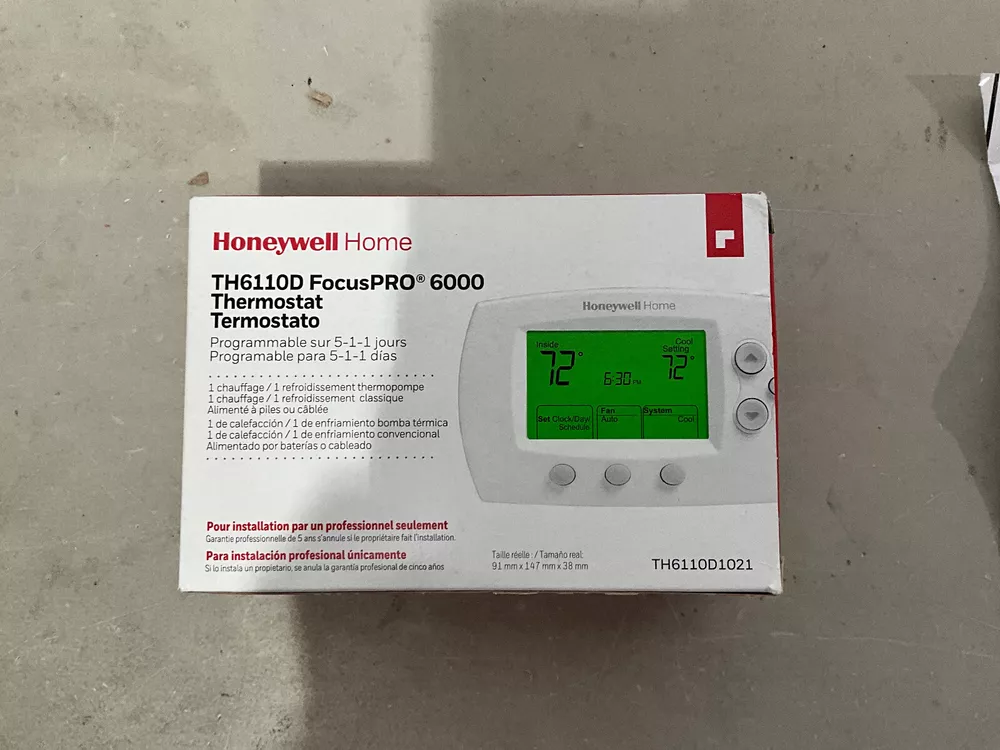 Honeywell Home
TH6110D FocusPRO® 6000
Thermostat
Termostato
Programmable sur 5-1-1 jours
Programable para 5-1-1 días
1 chauffage / 1 refroidissement thermopompe
1 chauffage / 1 refroidissement classique
Alimenté à piles ou câblée
1 de calefacción / 1 de enfriamiento bomba térmica
1 de calefacción / 1 de enfriamiento convencional
Alimentado por baterías o cableado
Pour installation par un professionnel seulement
Garantie professionnelle de 5 ans s'annule si le propriétaire fait l'installation.
Para instalación profesional únicamente
Si lo instala un propietario, se anula la garantía profesional de cinco años
Honeywell Home
Inside
Cool
Setting
72°
6:30 PM
72°
Fan
System
Set Clock/Day/
Schedule
Auto
Cool
Taille réelle : / Tamaño real:
91 mm x 147 mm x 38 mm
TH6110D1021